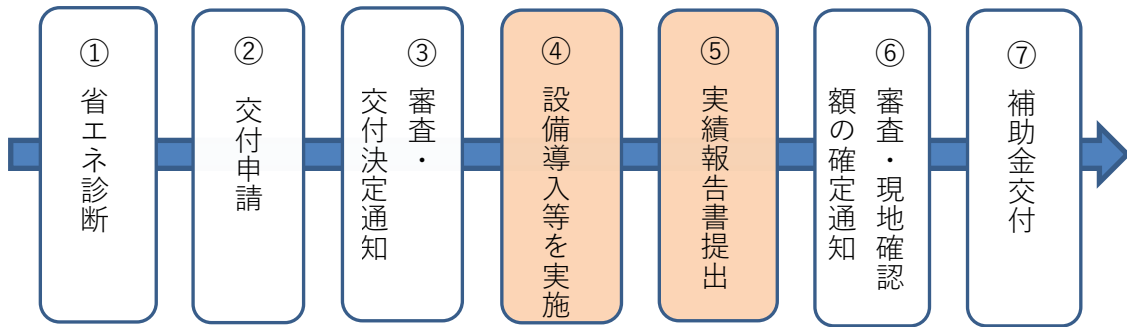 ①
省エネ診断
②
交付申請
③
審査・
交付決定通知
④
設備導入等を実施
⑤
実績報告書提出
⑥
審査・現地確認
額の確定通知
⑦
補助金交付